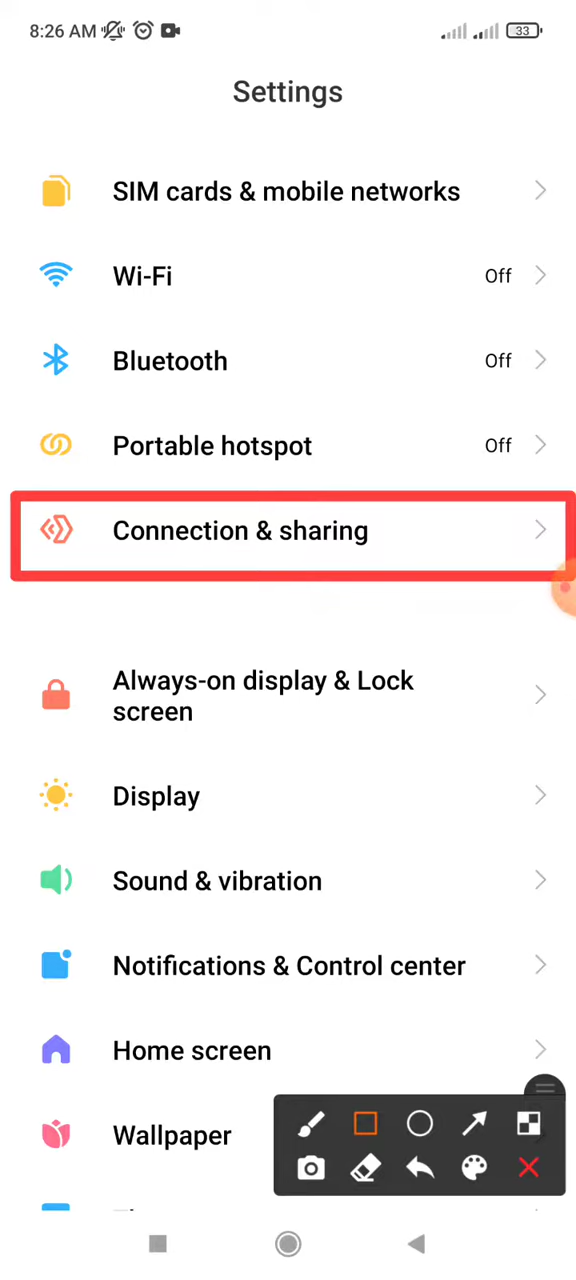 8:26 AM 33
Settings
SIM cards & mobile networks
Wi-Fi Off
Bluetooth Off
Portable hotspot Off
Connection & sharing
Always-on display & Lock
screen
Display
Sound & vibration
Notifications & Control center
Home screen
Wallpaper